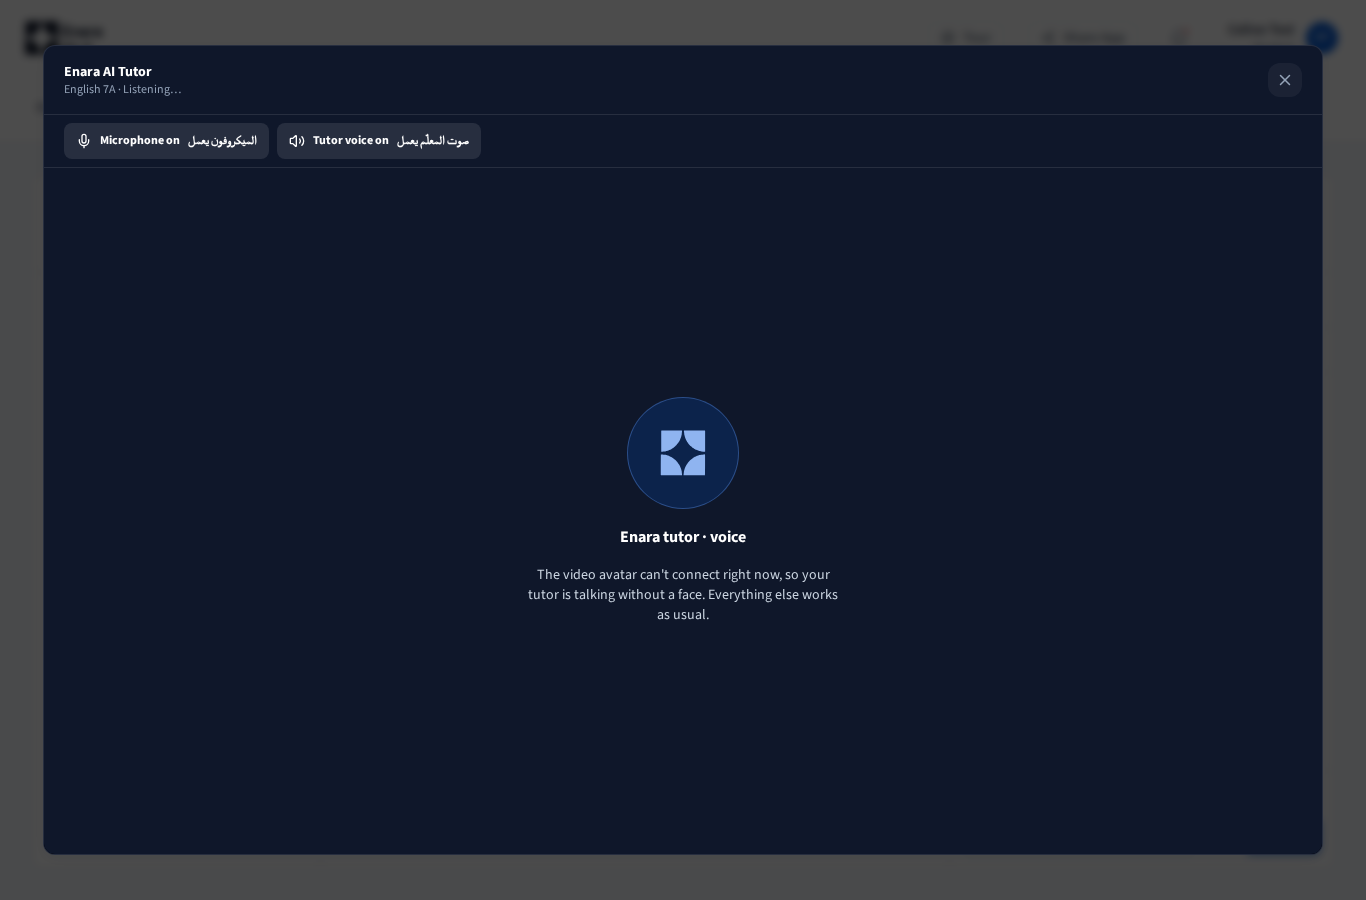 Enara AI Tutor
English 7A · Listening…
Microphone on الميكروفون يعمل
Tutor voice on صوت المعلّم يعمل
Enara tutor · voice
The video avatar can't connect right now, so your
tutor is talking without a face. Everything else works
as usual.